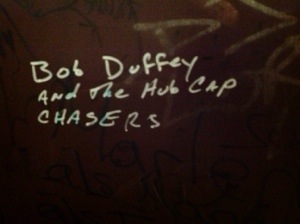 Bob Duffey
And the Hub Cap
CHASERS